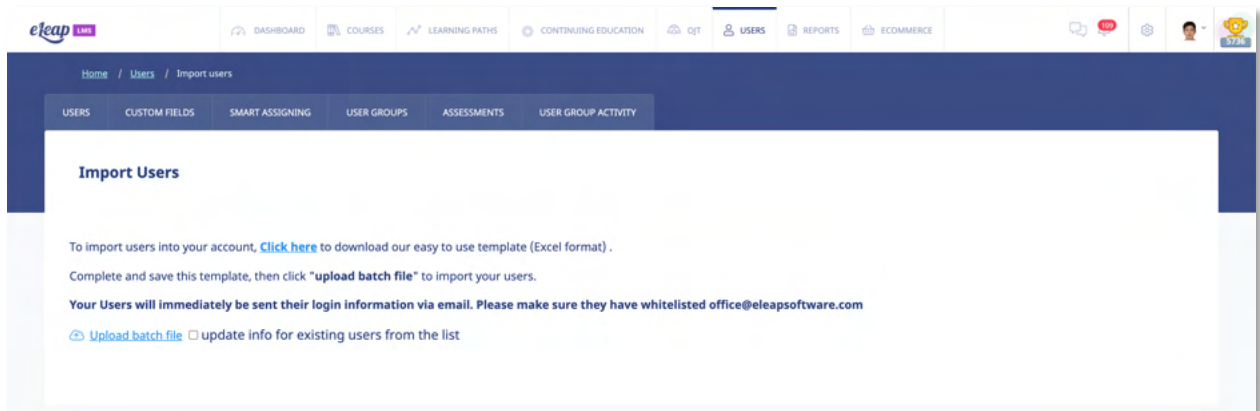 eleap LMS
DASHBOARD COURSES LEARNING PATHS CONTINUING EDUCATION OJT USERS REPORTS ECOMMERCE 109 5736
Home / Users / Import users
USERS CUSTOM FIELDS SMART ASSIGNING USER GROUPS ASSESSMENTS USER GROUP ACTIVITY
Import Users
To import users into your account, Click here to download our easy to use template (Excel format) .
Complete and save this template, then click "upload batch file" to import your users.
Your Users will immediately be sent their login information via email. Please make sure they have whitelisted office@eleapsoftware.com
Upload batch file update info for existing users from the list